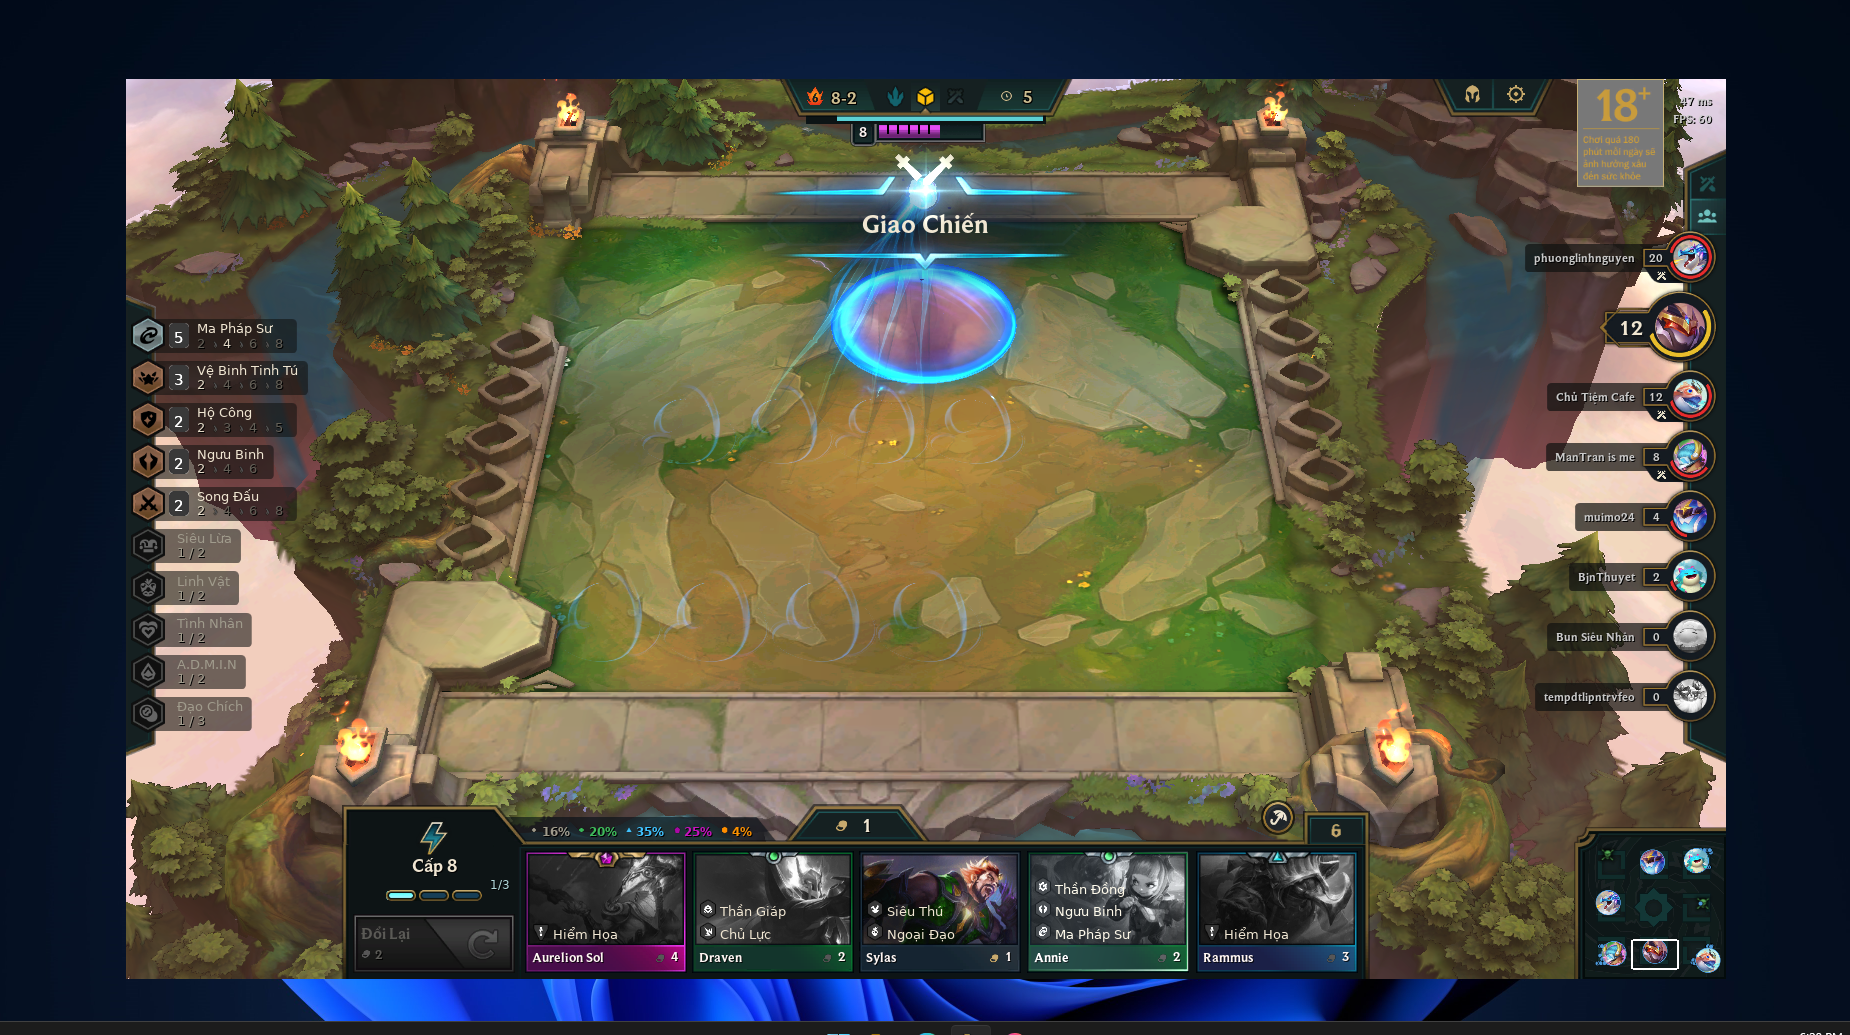 8-2
5
8
18+
Chơi quá 180
phút mỗi ngày sẽ
ảnh hưởng xấu
đến sức khỏe
47 ms
FPS: 60
Giao Chiến
phuonglinhnguyen 20
12
Chủ Tiệm Cafe 12
ManTran is me 8
muimo24 4
BjnThuyet 2
Bun Siêu Nhân 0
tempdtlipntrvfeo 0
5 Ma Pháp Sư
2 › 4 › 6 › 8
3 Vệ Binh Tinh Tú
2 › 4 › 6 › 8
2 Hộ Công
2 › 3 › 4 › 5
2 Ngưu Binh
2 › 4 › 6
2 Song Đấu
2 › 4 › 6 › 8
Siêu Lừa
1 / 2
Linh Vật
1 / 2
Tinh Nhân
1 / 2
A.D.M.I.N
1 / 2
Đạo Chích
1 / 3
16% 20% 35% 25% 4%
1
6
Cấp 8
1/3
Đổi Lại
2
Hiểm Họa
Aurelion Sol 4
Thần Giáp
Chủ Lực
Draven 2
Siêu Thú
Ngoại Đạo
Sylas 1
Thần Đồng
Ngưu Binh
Ma Pháp Sư
Annie 2
Hiểm Họa
Rammus 3